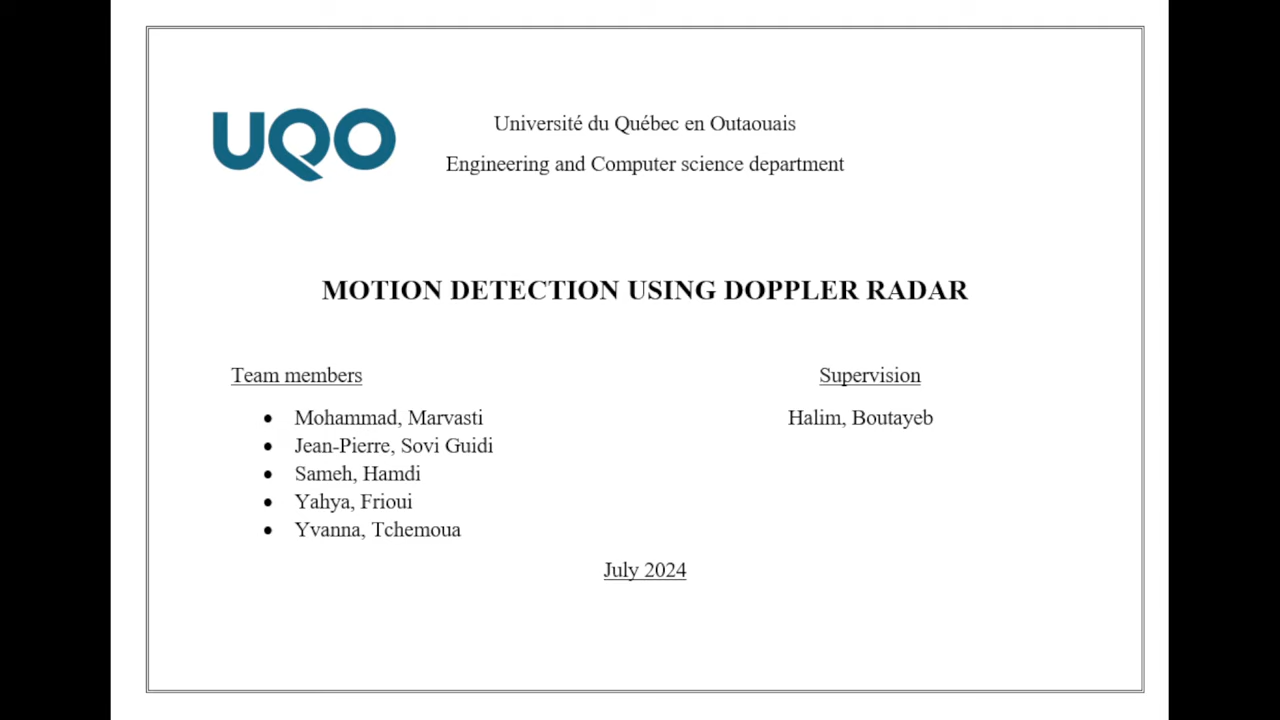 UQO
Université du Québec en Outaouais
Engineering and Computer science department
MOTION DETECTION USING DOPPLER RADAR
Team members
• Mohammad, Marvasti
• Jean-Pierre, Sovi Guidi
• Sameh, Hamdi
• Yahya, Frioui
• Yvanna, Tchemoua
Supervision
Halim, Boutayeb
July 2024